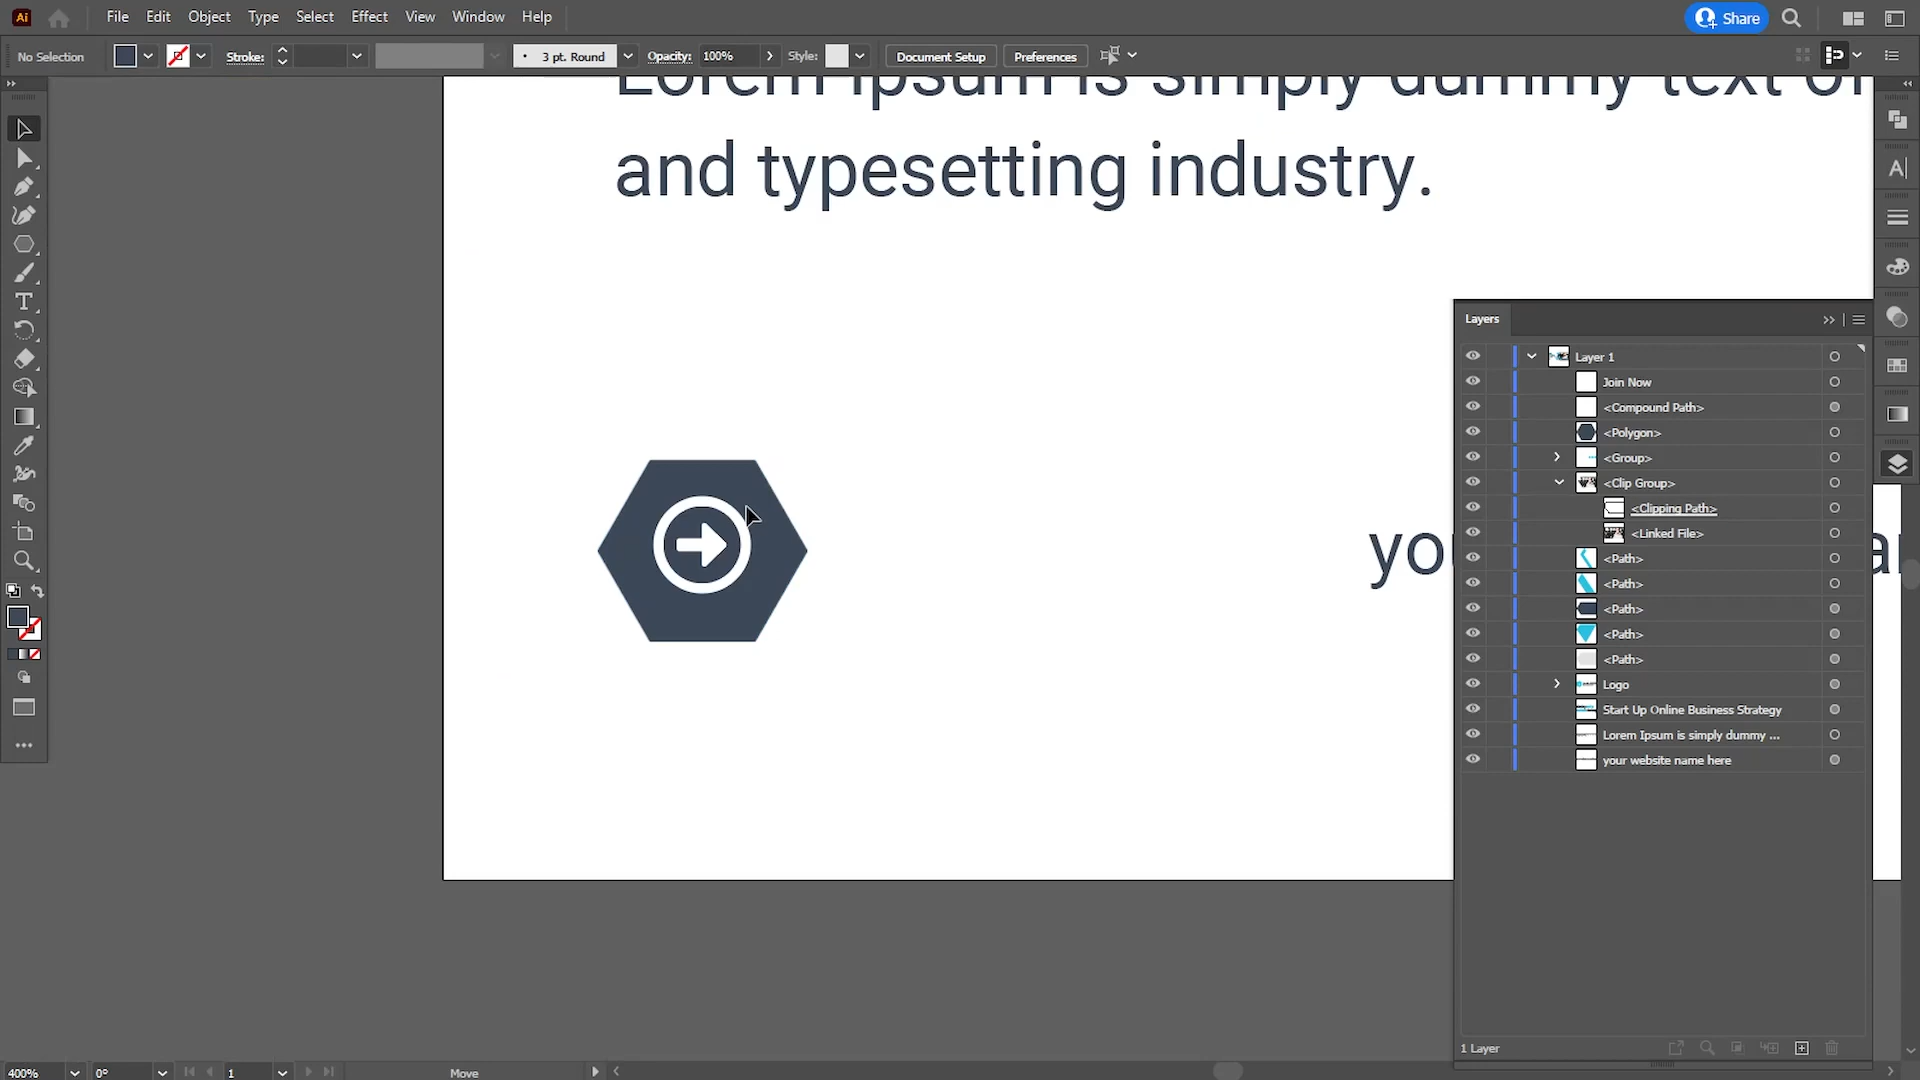 Ai File Edit Object Type Select Effect View Window Help Share
No Selection Stroke: 3 pt. Round Opacity: 100% Style: Document Setup Preferences
Lorem Ipsum is simply dummy text of
and typesetting industry.
Layers
Layer 1
Join Now
<Compound Path>
<Polygon>
<Group>
<Clip Group>
<Clipping Path>
<Linked File>
yo
<Path>
<Path>
<Path>
<Path>
<Path>
Logo
Start Up Online Business Strategy
Lorem Ipsum is simply dummy ...
your website name here
1 Layer
400% 0° 1 Move